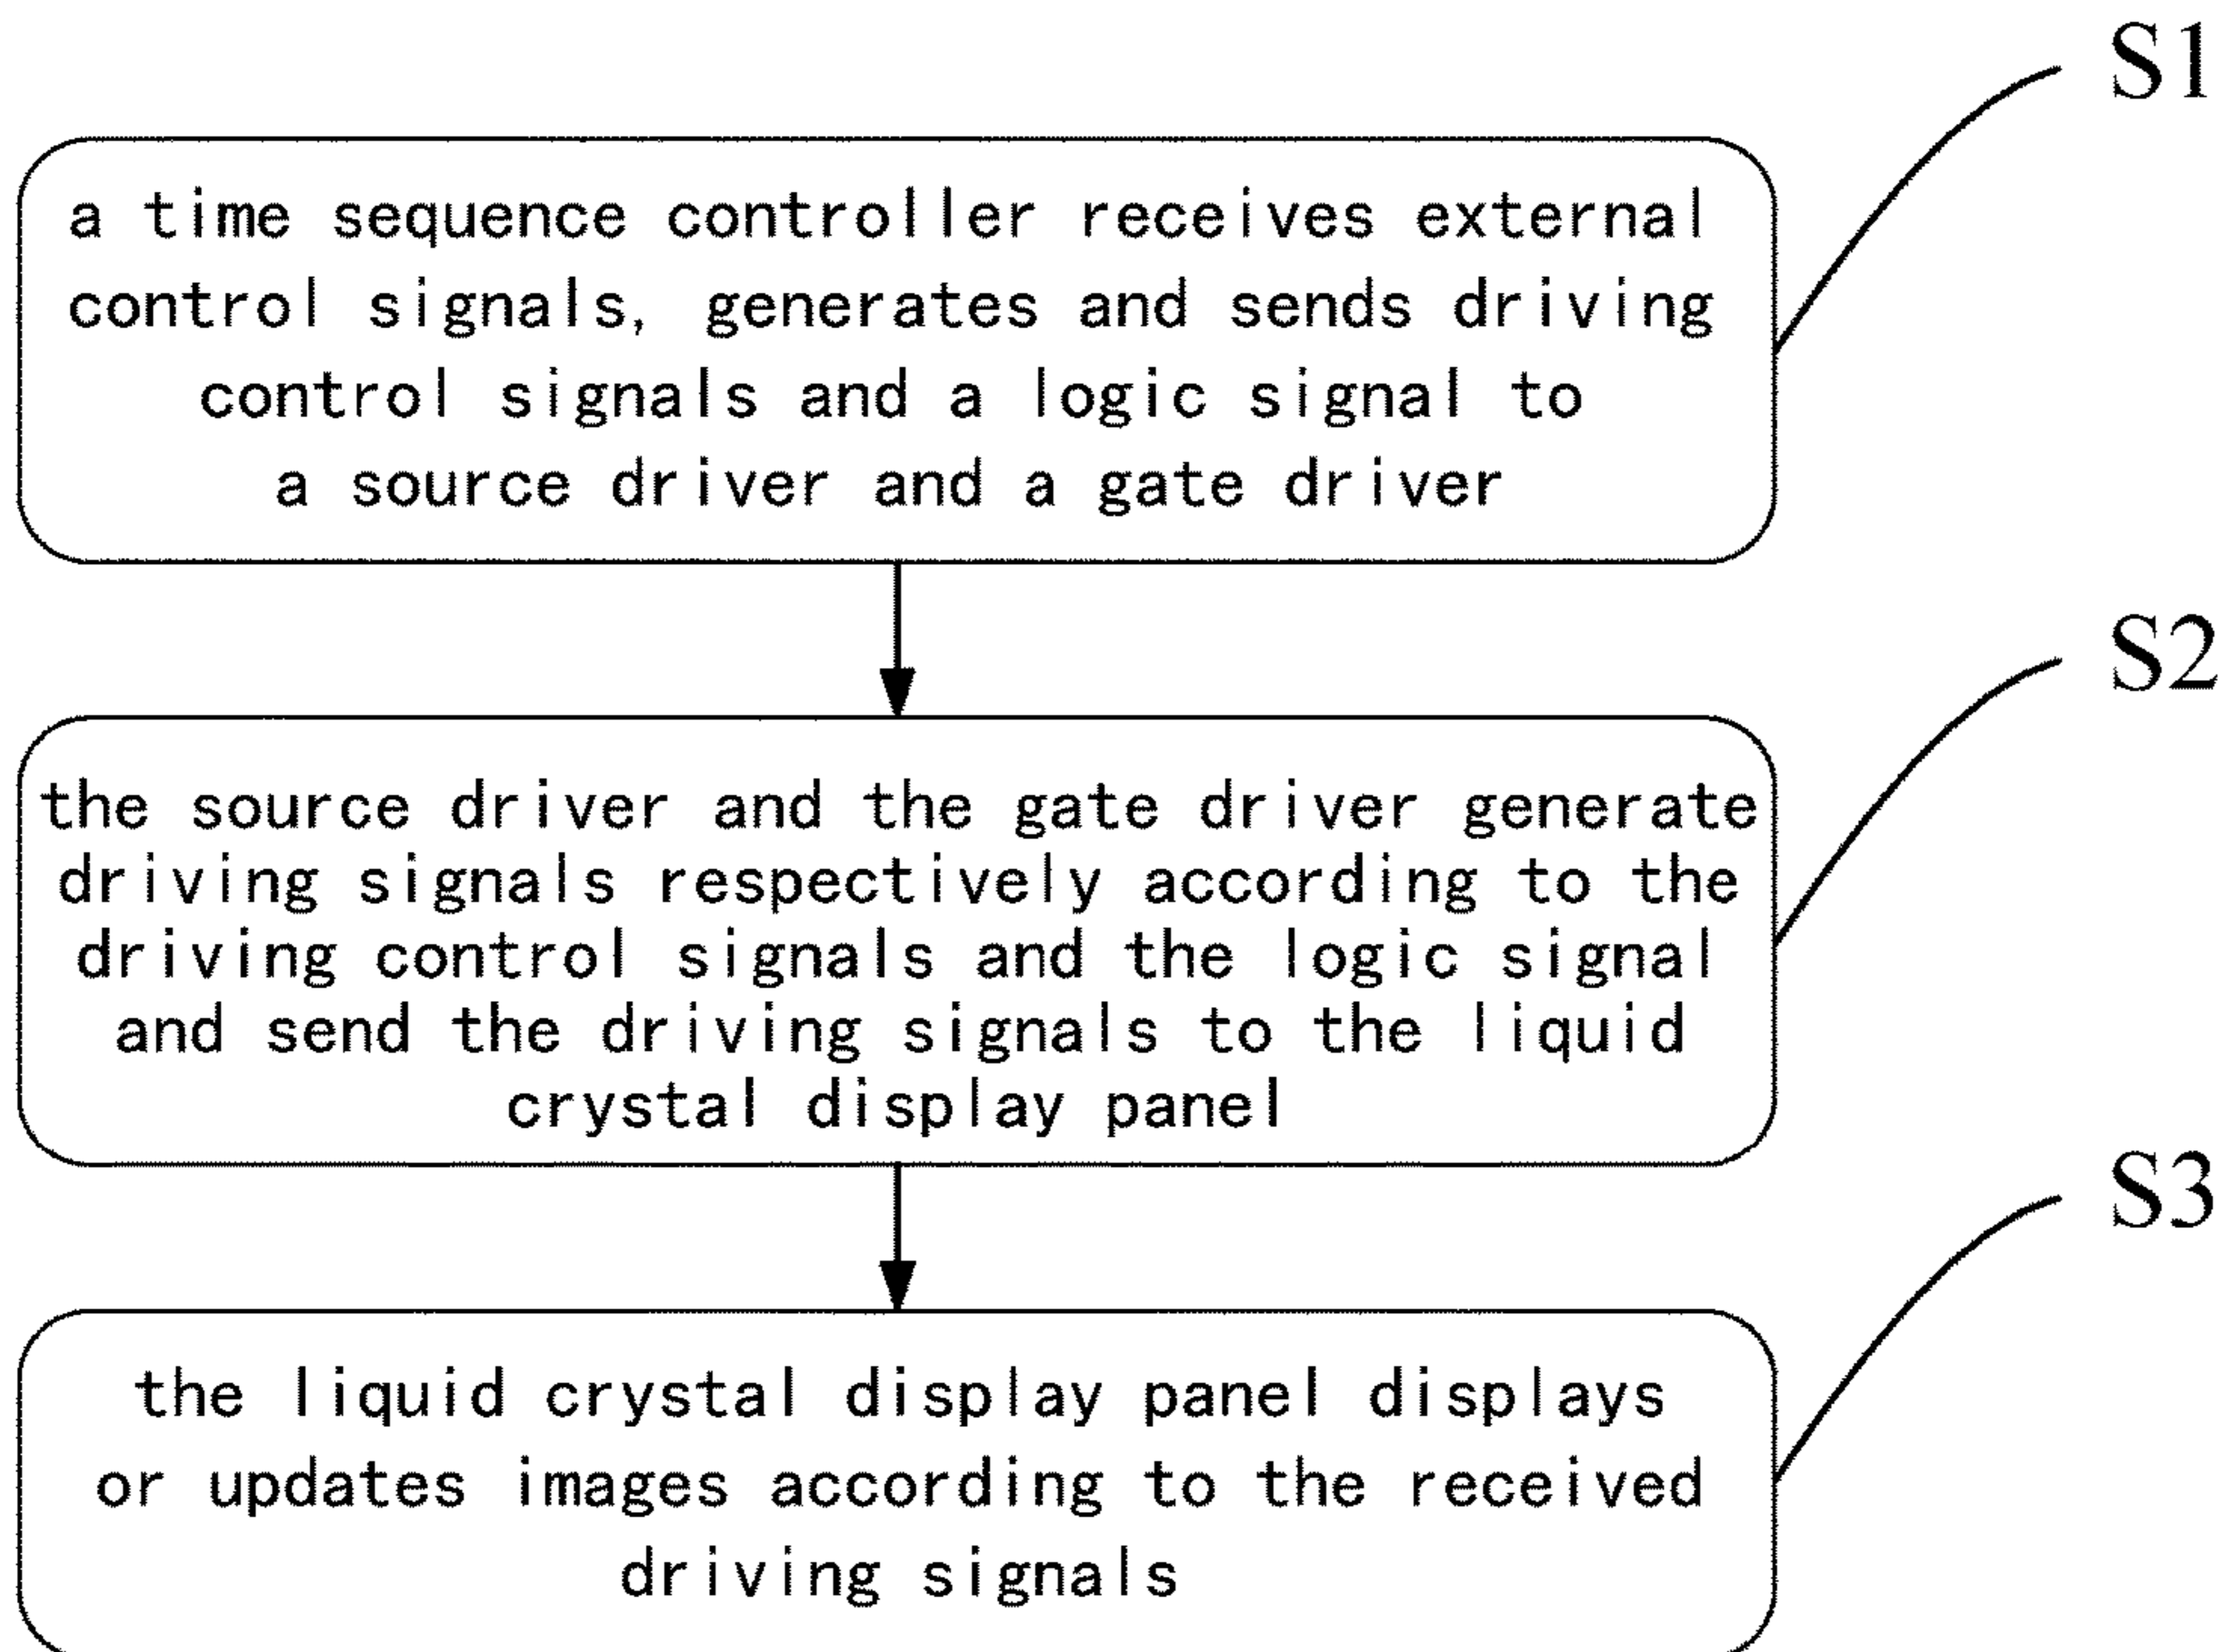 S1
a time sequence controller receives external
control signals, generates and sends driving
control signals and a logic signal to
a source driver and a gate driver
S2
the source driver and the gate driver generate
driving signals respectively according to the
driving control signals and the logic signal
and send the driving signals to the liquid
crystal display panel
S3
the liquid crystal display panel displays
or updates images according to the received
driving signals